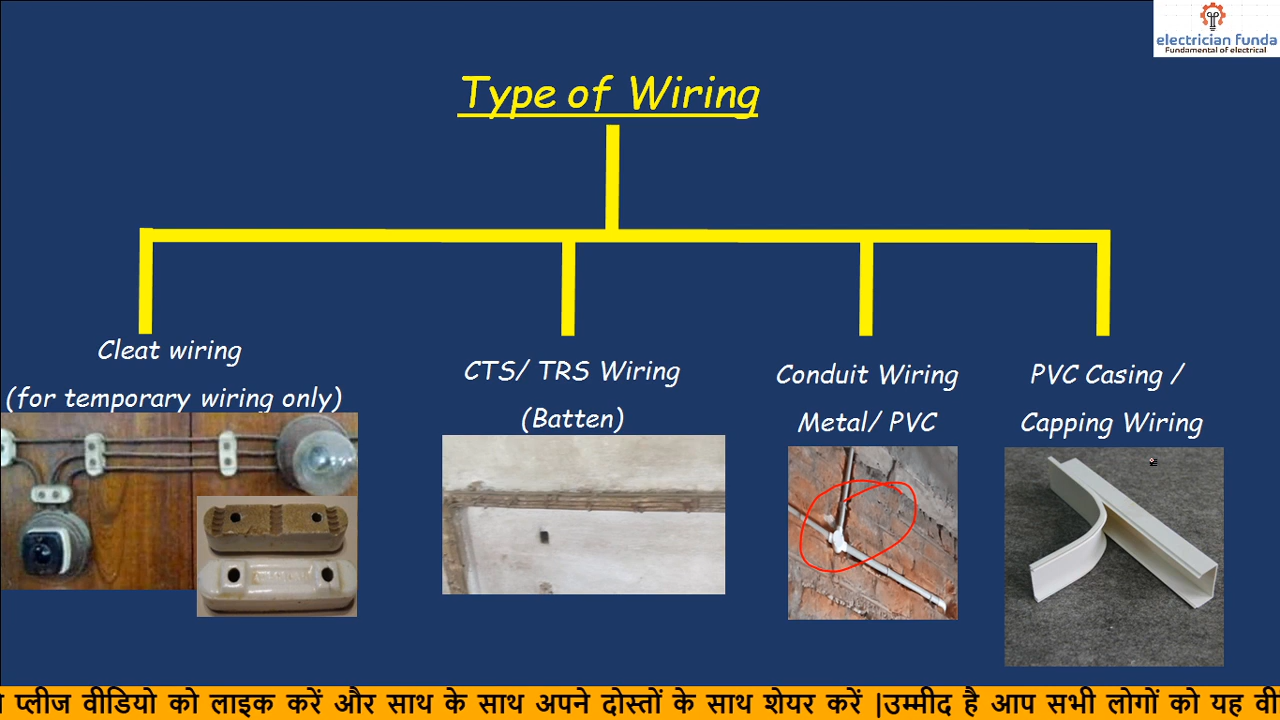 electrician funda
Fundamental of electrical
Type of Wiring
Cleat wiring
(for temporary wiring only)
CTS/ TRS Wiring
(Batten)
Conduit Wiring
Metal/ PVC
PVC Casing /
Capping Wiring
प्लीज वीडियो को लाइक करें और साथ के साथ अपने दोस्तों के साथ शेयर करें |उम्मीद है आप सभी लोगों को यह